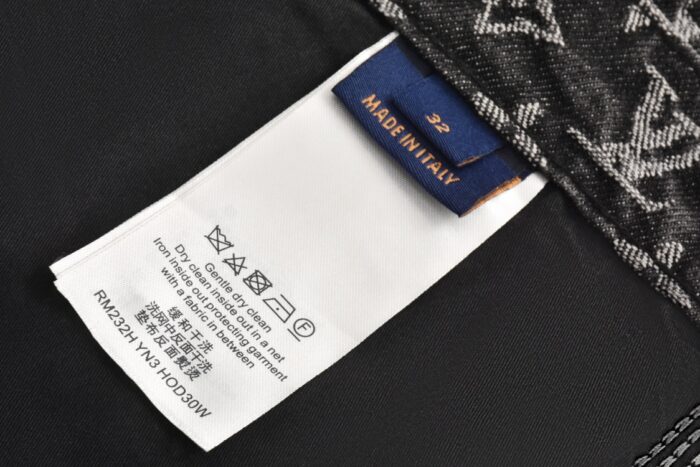 32
MADE IN ITALY
Gentle dry clean
Dry clean inside out in a net
Iron inside out protecting garment
with a fabric in between
缓和干洗
洗网中反面干洗
垫布反面熨烫
RM232H YN3 HOD30W
F
LV